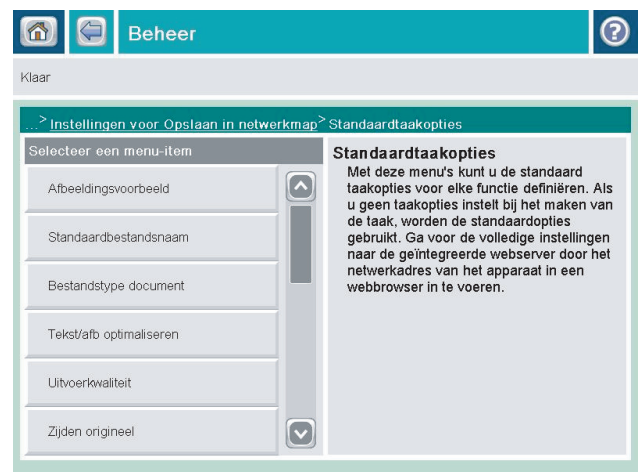 Beheer
Klaar
...> Instellingen voor Opslaan in netwerkmap> Standaardtaakopties
Selecteer een menu-item
Afbeeldingsvoorbeeld
Standaardbestandsnaam
Bestandstype document
Tekst/afb optimaliseren
Uitvoerkwaliteit
Zijden origineel
Standaardtaakopties
Met deze menu's kunt u de standaard
taakopties voor elke functie definiëren. Als
u geen taakopties instelt bij het maken van
de taak, worden de standaardopties
gebruikt. Ga voor de volledige instellingen
naar de geïntegreerde webserver door het
netwerkadres van het apparaat in een
webbrowser in te voeren.